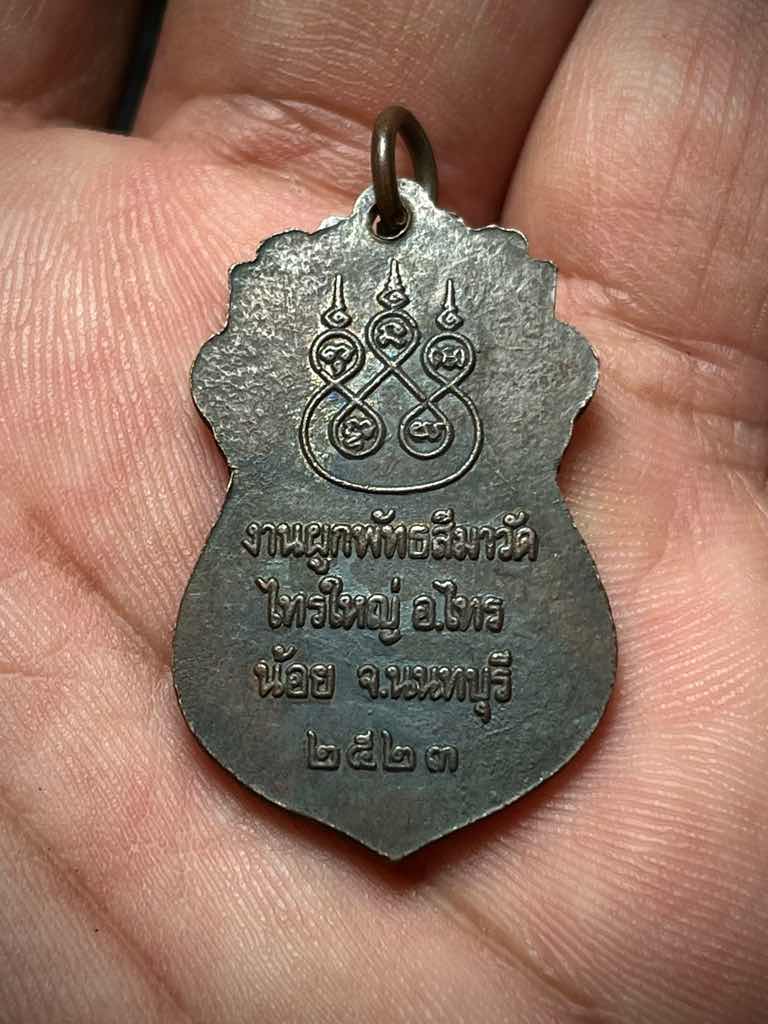 งานผูกพัทธสีมาวัด
ไทรใหญ่ อ.ไทร
น้อย จ.นนทบุรี
๒๕๒๓